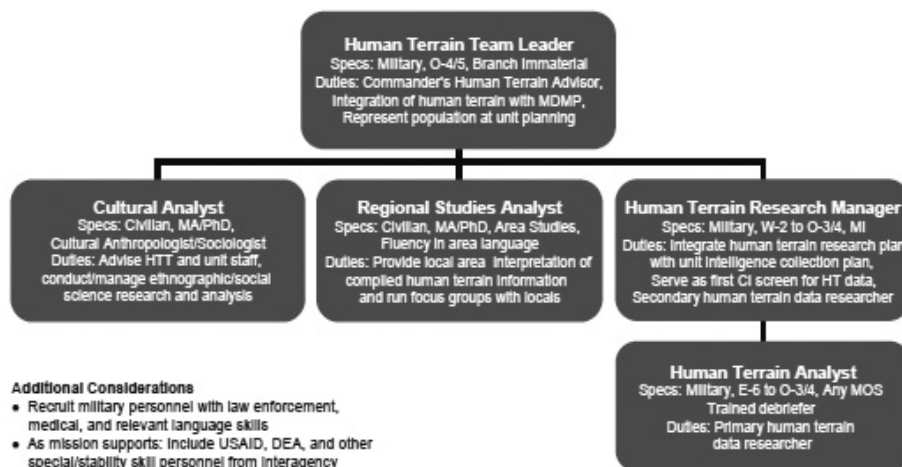 Human Terrain Team Leader
Specs: Military, O-4/5, Branch Immaterial
Duties: Commander's Human Terrain Advisor,
Integration of human terrain with MDMP,
Represent population at unit planning
Cultural Analyst
Specs: Civilian, MA/PhD,
Cultural Anthropologist/Sociologist
Duties: Advise HTT and unit staff,
conduct/manage ethnographic/social
science research and analysis
Regional Studies Analyst
Specs: Civilian, MA/PhD, Area Studies,
Fluency in area language
Duties: Provide local area Interpretation of
compiled human terrain information
and run focus groups with locals
Human Terrain Research Manager
Specs: Military, W-2 to O-3/4, MI
Duties: Integrate human terrain research plan
with unit intelligence collection plan,
Serve as first CI screen for HT data,
Secondary human terrain data researcher
Human Terrain Analyst
Specs: Military, E-6 to O-3/4, Any MOS
Trained debriefer
Duties: Primary human terrain
data researcher
Additional Considerations
• Recruit military personnel with law enforcement,
medical, and relevant language skills
• As mission supports: Include USAID, DEA, and other
special/stability skill personnel from interagency